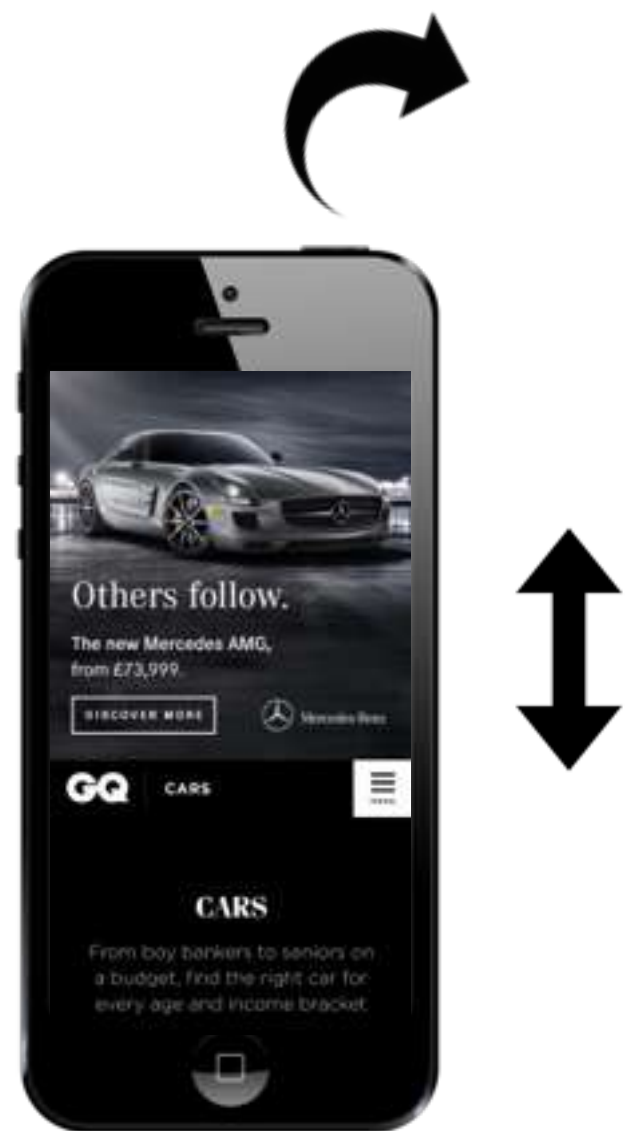 Others follow.
The new Mercedes AMG,
from £73,999.
DISCOVER MORE
Mercedes-Benz
GQ CARS
MENU
CARS
From boy bankers to seniors on
a budget, find the right car for
every age and income bracket